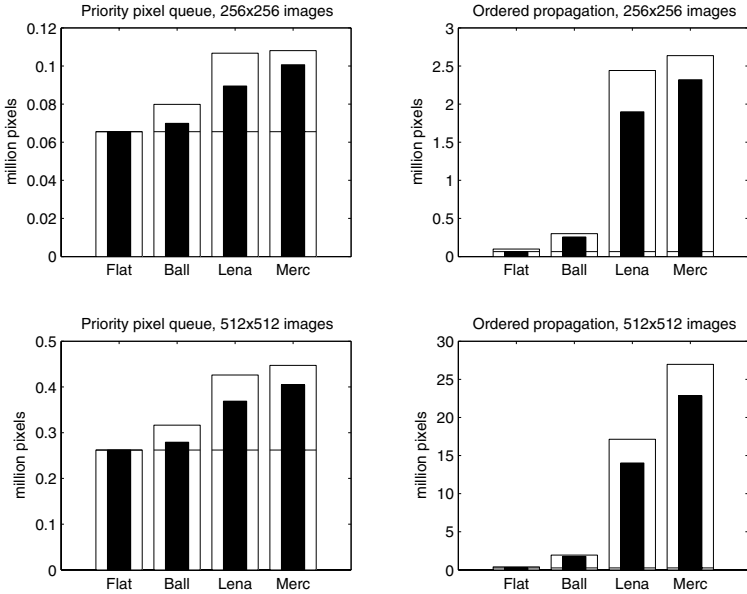 Priority pixel queue, 256x256 images
0.12
0.1
0.08
0.06
0.04
0.02
0
million pixels
Flat Ball Lena Merc
Ordered propagation, 256x256 images
3
2.5
2
1.5
1
0.5
0
million pixels
Flat Ball Lena Merc
Priority pixel queue, 512x512 images
0.5
0.4
0.3
0.2
0.1
0
million pixels
Flat Ball Lena Merc
Ordered propagation, 512x512 images
30
25
20
15
10
5
0
million pixels
Flat Ball Lena Merc